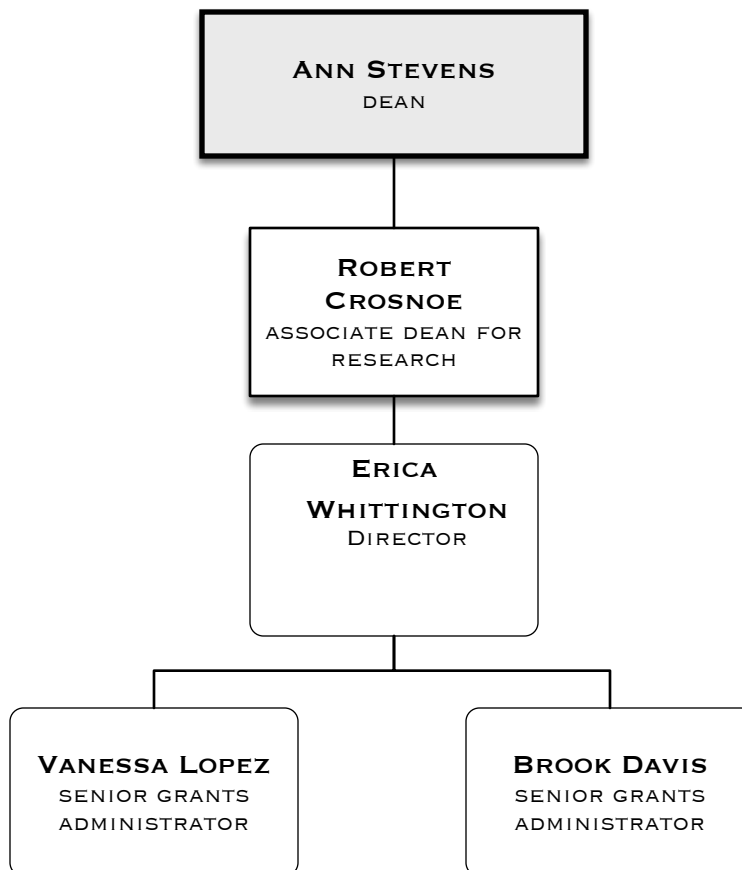 ANN STEVENS
DEAN
ROBERT
CROSNOE
ASSOCIATE DEAN FOR
RESEARCH
ERICA
WHITTINGTON
DIRECTOR
VANESSA LOPEZ
SENIOR GRANTS
ADMINISTRATOR
BROOK DAVIS
SENIOR GRANTS
ADMINISTRATOR